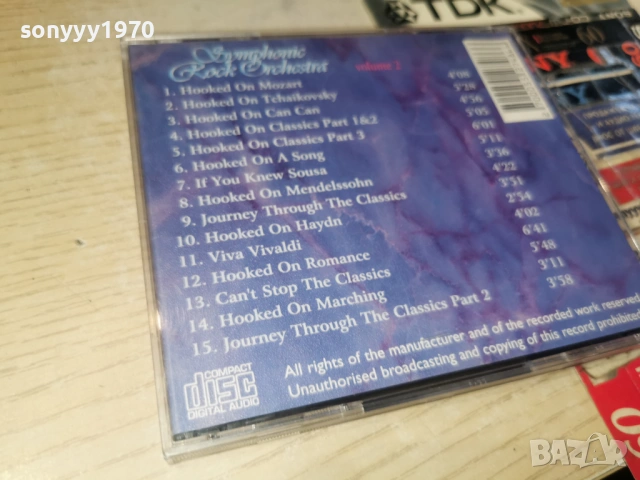 sonyyy1970
TDK
Symphonic
Rock Orchestra
volume 2
1. Hooked On Mozart 4'08
2. Hooked On Tchaikovsky 5'28
3. Hooked On Can Can 4'56
4. Hooked On Classics Part 1&2 5'05
5. Hooked On Classics Part 3 6'01
6. Hooked On A Song 5'11
7. If You Knew Sousa 3'36
8. Hooked On Mendelssohn 4'22
9. Journey Through The Classics 3'51
10. Hooked On Haydn 2'54
11. Viva Vivaldi 4'02
12. Hooked On Romance 6'41
13. Can't Stop The Classics 5'48
14. Hooked On Marching 3'11
15. Journey Through The Classics Part 2 3'58
COMPACT
disc
DIGITAL AUDIO
All rights of the manufacturer and of the recorded work reserved
Unauthorised broadcasting and copying of this record prohibited
BAZAR